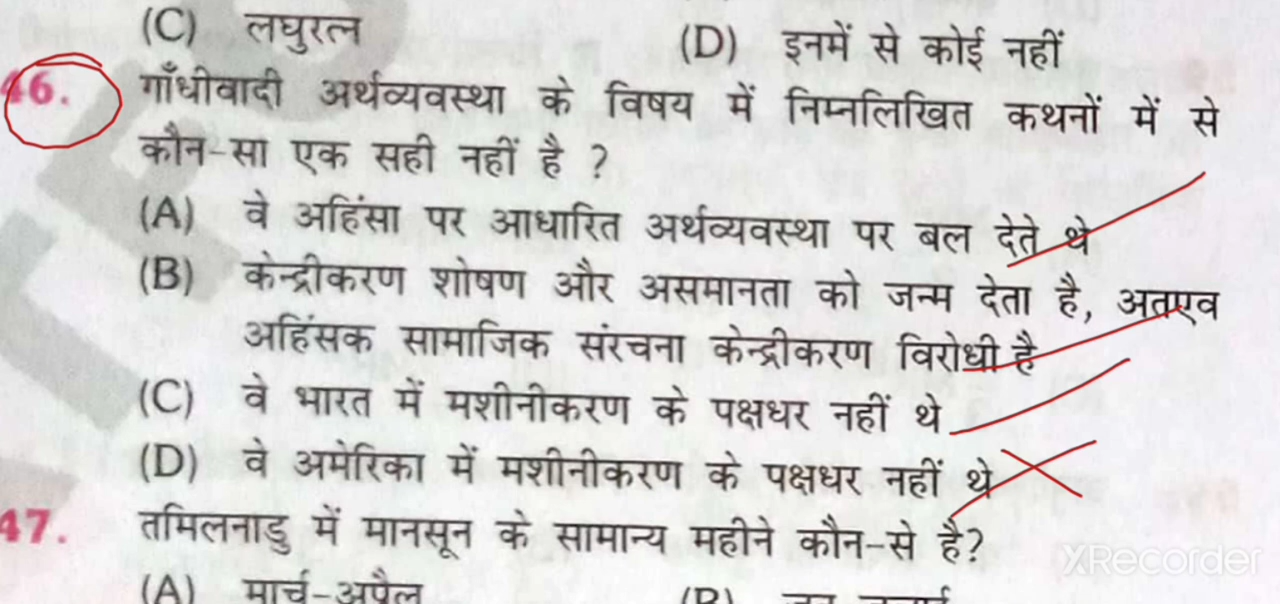 (C) लघुरत्न (D) इनमें से कोई नहीं
46. गाँधीवादी अर्थव्यवस्था के विषय में निम्नलिखित कथनों में से
कौन-सा एक सही नहीं है ?
(A) वे अहिंसा पर आधारित अर्थव्यवस्था पर बल देते थे
(B) केन्द्रीकरण शोषण और असमानता को जन्म देता है, अतएव
अहिंसक सामाजिक संरचना केन्द्रीकरण विरोधी है
(C) वे भारत में मशीनीकरण के पक्षधर नहीं थे
(D) वे अमेरिका में मशीनीकरण के पक्षधर नहीं थे
47. तमिलनाडु में मानसून के सामान्य महीने कौन-से है?
XRecorder
(A) मार्च-अप्रैल (B)